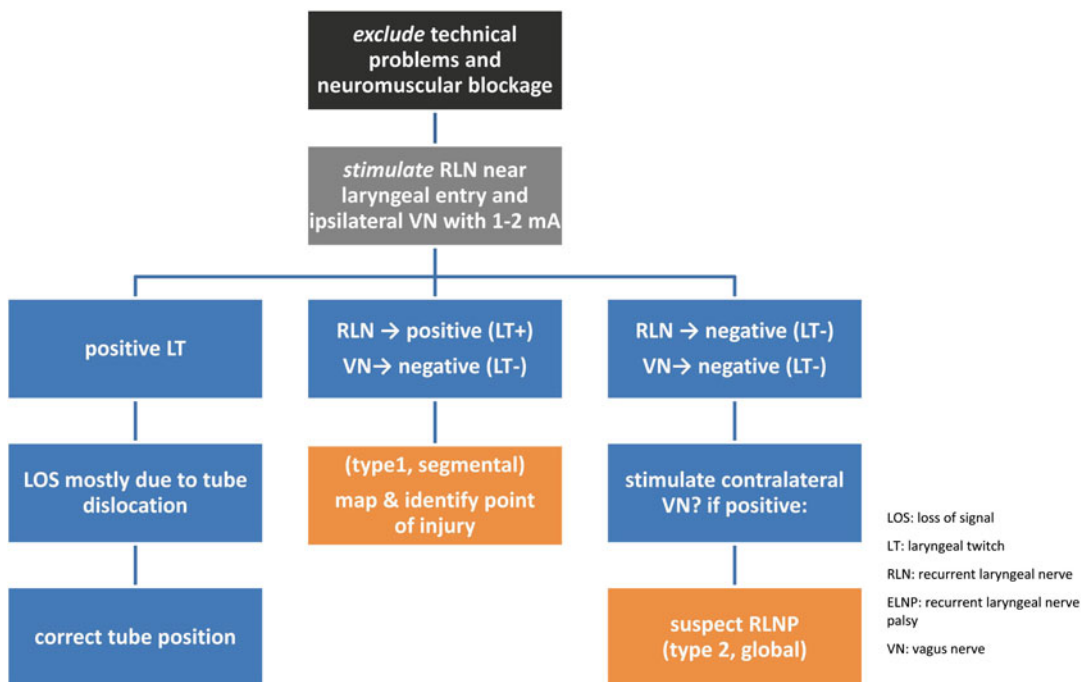 exclude technical
problems and
neuromuscular blockage
stimulate RLN near
laryngeal entry and
ipsilateral VN with 1-2 mA
positive LT
RLN → positive (LT+)
VN→ negative (LT-)
RLN → negative (LT-)
VN→ negative (LT-)
LOS mostly due to tube
dislocation
(type1, segmental)
map & identify point
of injury
stimulate contralateral
VN? if positive:
correct tube position
suspect RLNP
(type 2, global)
LOS: loss of signal
LT: laryngeal twitch
RLN: recurrent laryngeal nerve
ELNP: recurrent laryngeal nerve
palsy
VN: vagus nerve